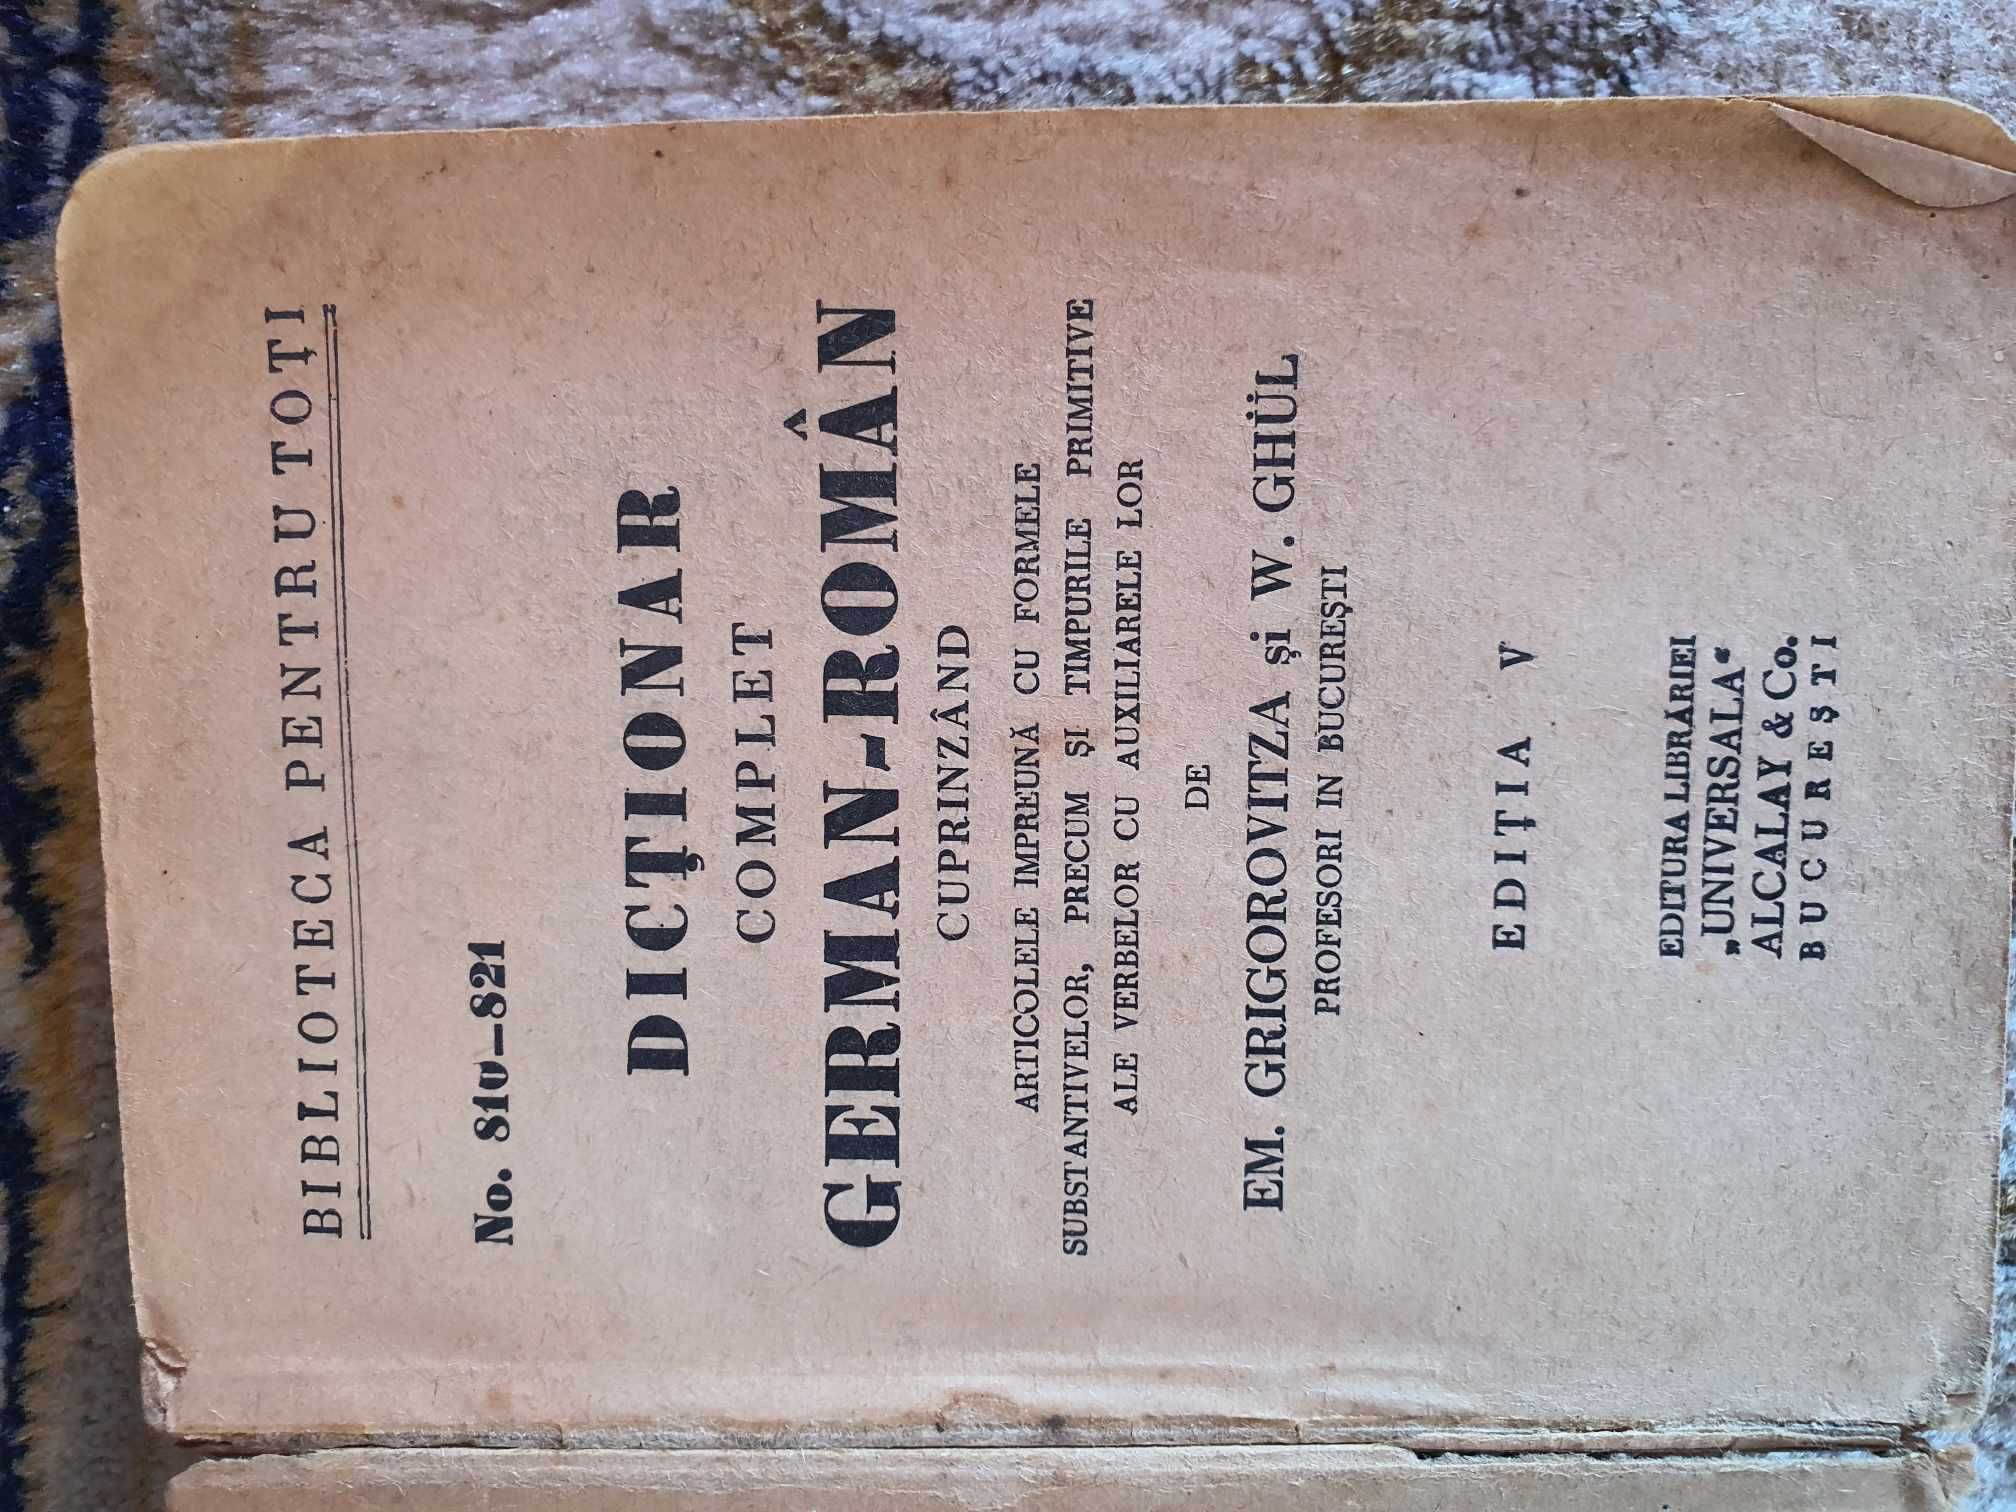 BIBLIOTECA PENTRU TOȚI
No. 810–821
DICȚIONAR
COMPLET
GERMAN-ROMÂN
CUPRINZÂND
ARTICOLELE IMPREUNĂ CU FORMELE
SUBSTANTIVELOR, PRECUM ȘI TIMPURILE PRIMITIVE
ALE VERBELOR CU AUXILIARELE LOR
DE
EM. GRIGOROVITZA și W. GHÜL
PROFESORI IN BUCUREȘTI
EDIȚIA V
EDITURA LIBRĂRIEI
„UNIVERSALA“
ALCALAY & Co.
BUCUREȘTI